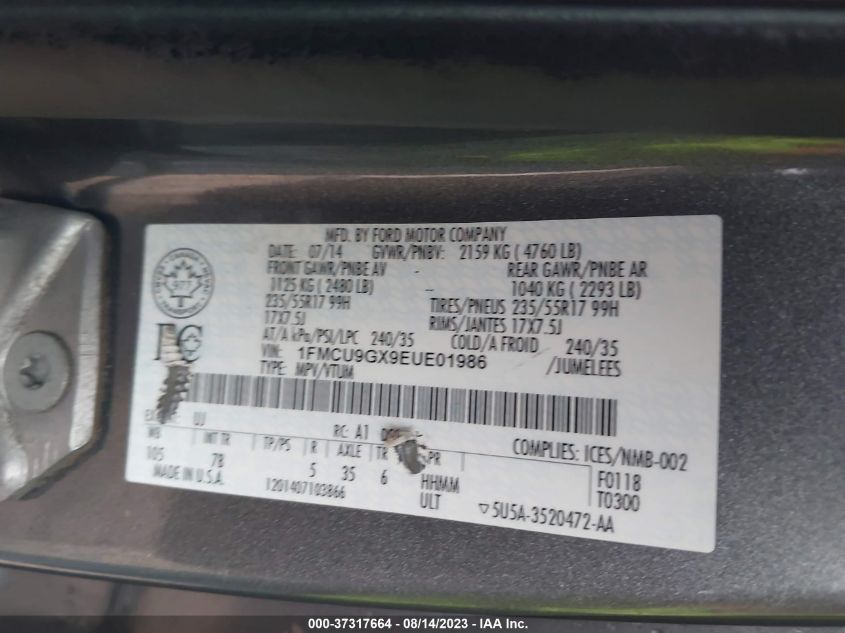 MFD. BY FORD MOTOR COMPANY
DATE: 07/14 GVWR/PNBV: 2159 KG ( 4760 LB)
FRONT GAWR/PNBE AV - REAR GAWR/PNBE AR
1125 KG ( 2480 LB) -- 1040 KG ( 2293 LB)
235/55R17 99H TIRES/PNEUS 235/55R17 99H
17X7.5J RIMS/JANTES 17X7.5J
AT/A kPa/PSI/LPC 240/35 COLD/A FROID 240/35
VIN: 1FMCU9GX9EUE01986 /JUMELEES
TYPE: MPV/VTUM
977
TRANSPORT
UJ RC: A1 COMPLIES: ICES/NMB-002
WB INT TR TP/PS R AXLE TR F0118
105 78 5 35 6 HHMM T0300
MADE IN U.S.A. 1201407103866 ULT ▽5U5A-3520472-AA
000-37317664 - 08/14/2023 - IAA Inc.